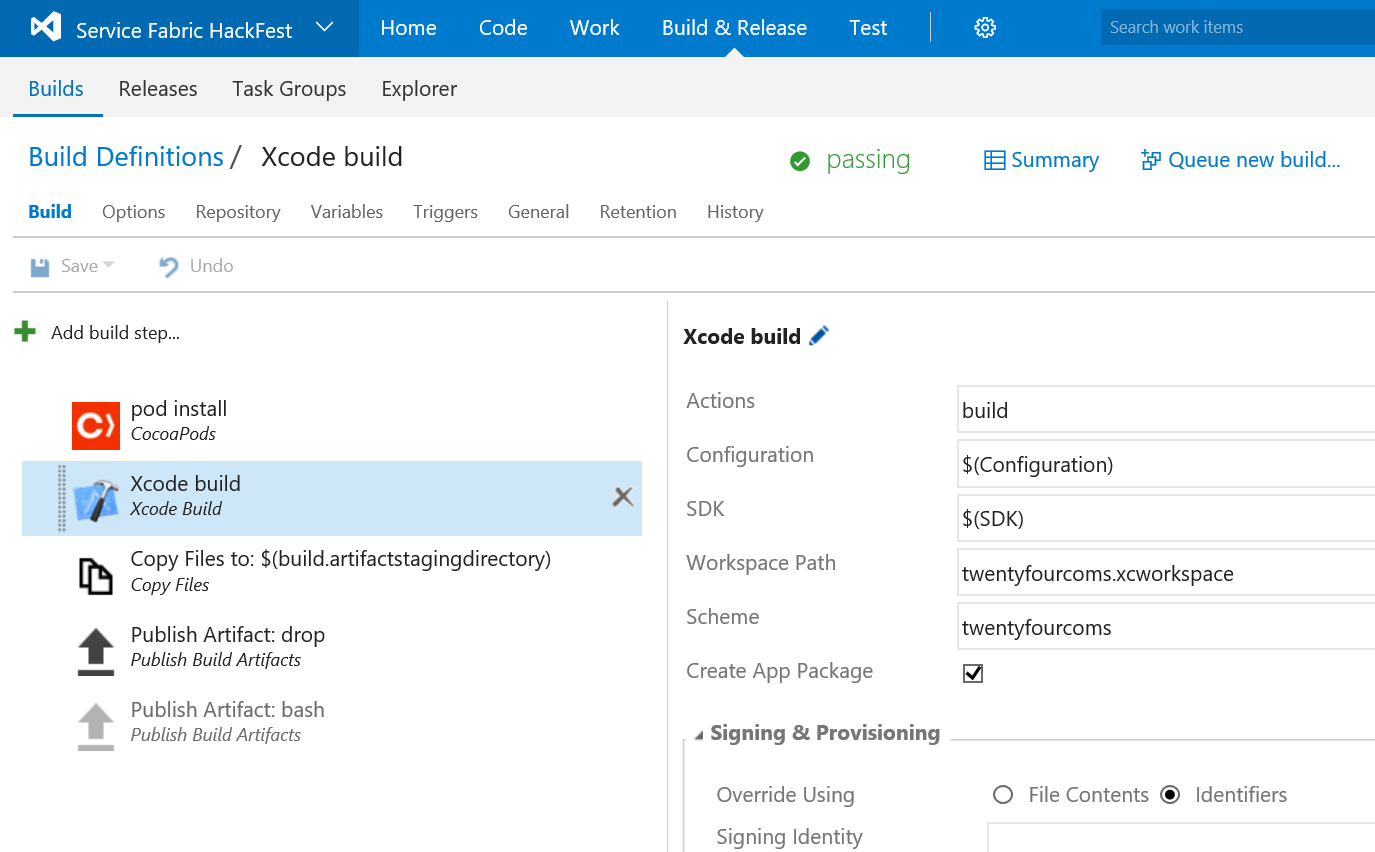 Service Fabric HackFest Home Code Work Build & Release Test Search work items
Builds Releases Task Groups Explorer
Build Definitions / Xcode build passing Summary Queue new build...
Build Options Repository Variables Triggers General Retention History
Save Undo
Add build step...
pod install
CocoaPods
Xcode build
Xcode Build
Copy Files to: $(build.artifactstagingdirectory)
Copy Files
Publish Artifact: drop
Publish Build Artifacts
Publish Artifact: bash
Publish Build Artifacts
Xcode build
Actions build
Configuration $(Configuration)
SDK $(SDK)
Workspace Path twentyfourcoms.xcworkspace
Scheme twentyfourcoms
Create App Package
Signing & Provisioning
Override Using File Contents Identifiers
Signing Identity